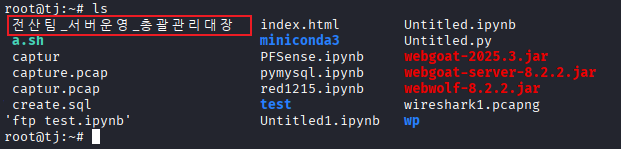 root@tj:~# ls
전산팀_서버운영_총괄관리대장 index.html Untitled.ipynb
a.sh miniconda3 Untitled.py
captur PFSense.ipynb webgoat-2025.3.jar
capture.pcap pymysql.ipynb webgoat-server-8.2.2.jar
captur.pcap red1215.ipynb webwolf-8.2.2.jar
create.sql test wireshark1.pcapng
'ftp test.ipynb' Untitled1.ipynb wp
root@tj:~#